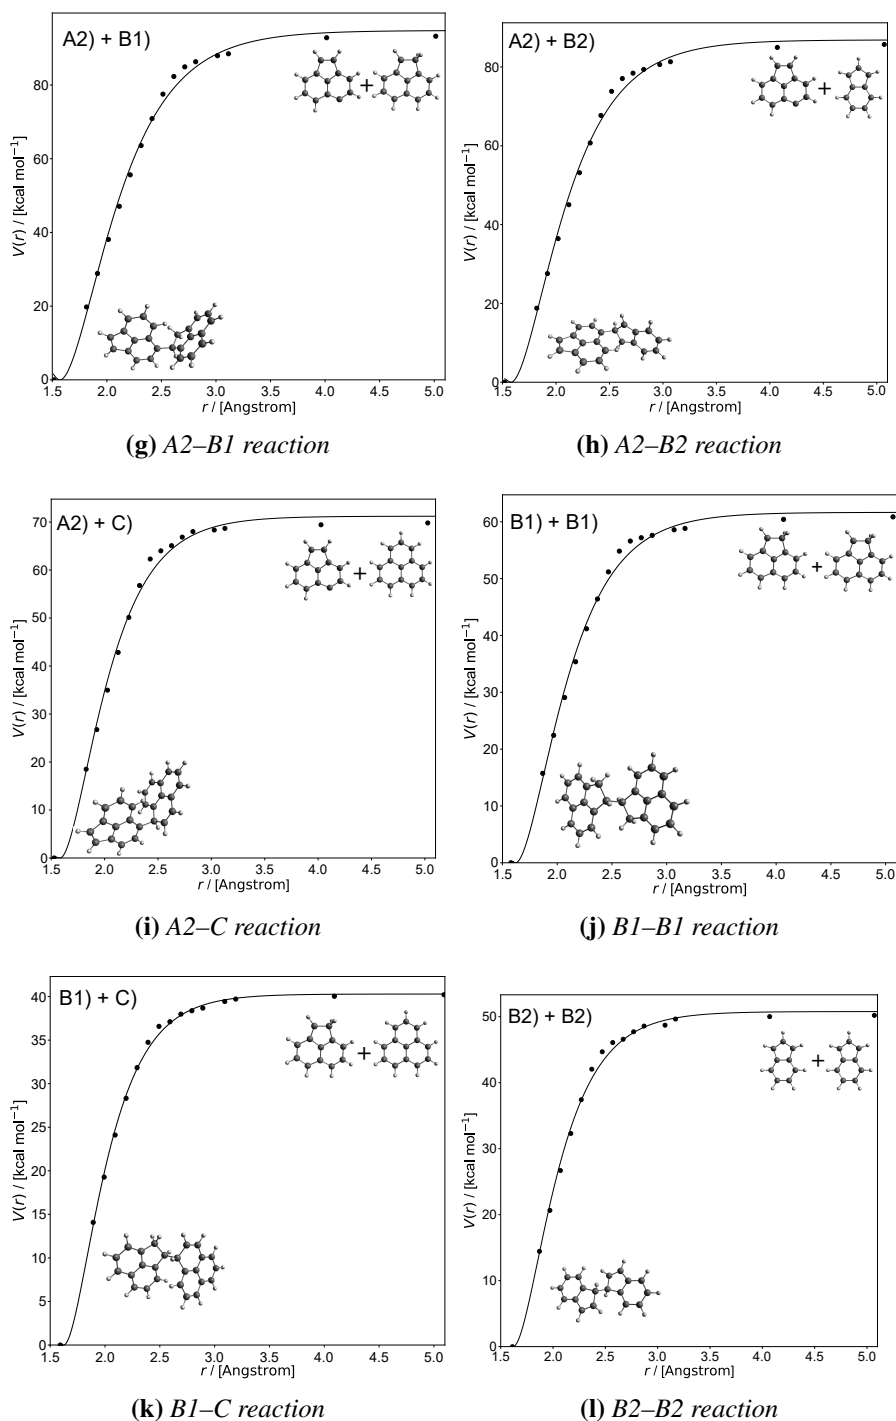 A2) + B1)
V(r) / [kcal mol⁻¹]
80
60
40
20
0
+
1.5 2.0 2.5 3.0 3.5 4.0 4.5 5.0
r / [Angstrom]
(g) A2–B1 reaction
A2) + B2)
V(r) / [kcal mol⁻¹]
80
60
40
20
0
+
1.5 2.0 2.5 3.0 3.5 4.0 4.5 5.0
r / [Angstrom]
(h) A2–B2 reaction
A2) + C)
V(r) / [kcal mol⁻¹]
70
60
50
40
30
20
10
0
+
1.5 2.0 2.5 3.0 3.5 4.0 4.5 5.0
r / [Angstrom]
(i) A2–C reaction
B1) + B1)
V(r) / [kcal mol⁻¹]
60
50
40
30
20
10
0
+
1.5 2.0 2.5 3.0 3.5 4.0 4.5 5.0
r / [Angstrom]
(j) B1–B1 reaction
B1) + C)
V(r) / [kcal mol⁻¹]
40
35
30
25
20
15
10
5
0
+
1.5 2.0 2.5 3.0 3.5 4.0 4.5 5.0
r / [Angstrom]
(k) B1–C reaction
B2) + B2)
V(r) / [kcal mol⁻¹]
50
40
30
20
10
0
+
1.5 2.0 2.5 3.0 3.5 4.0 4.5 5.0
r / [Angstrom]
(l) B2–B2 reaction